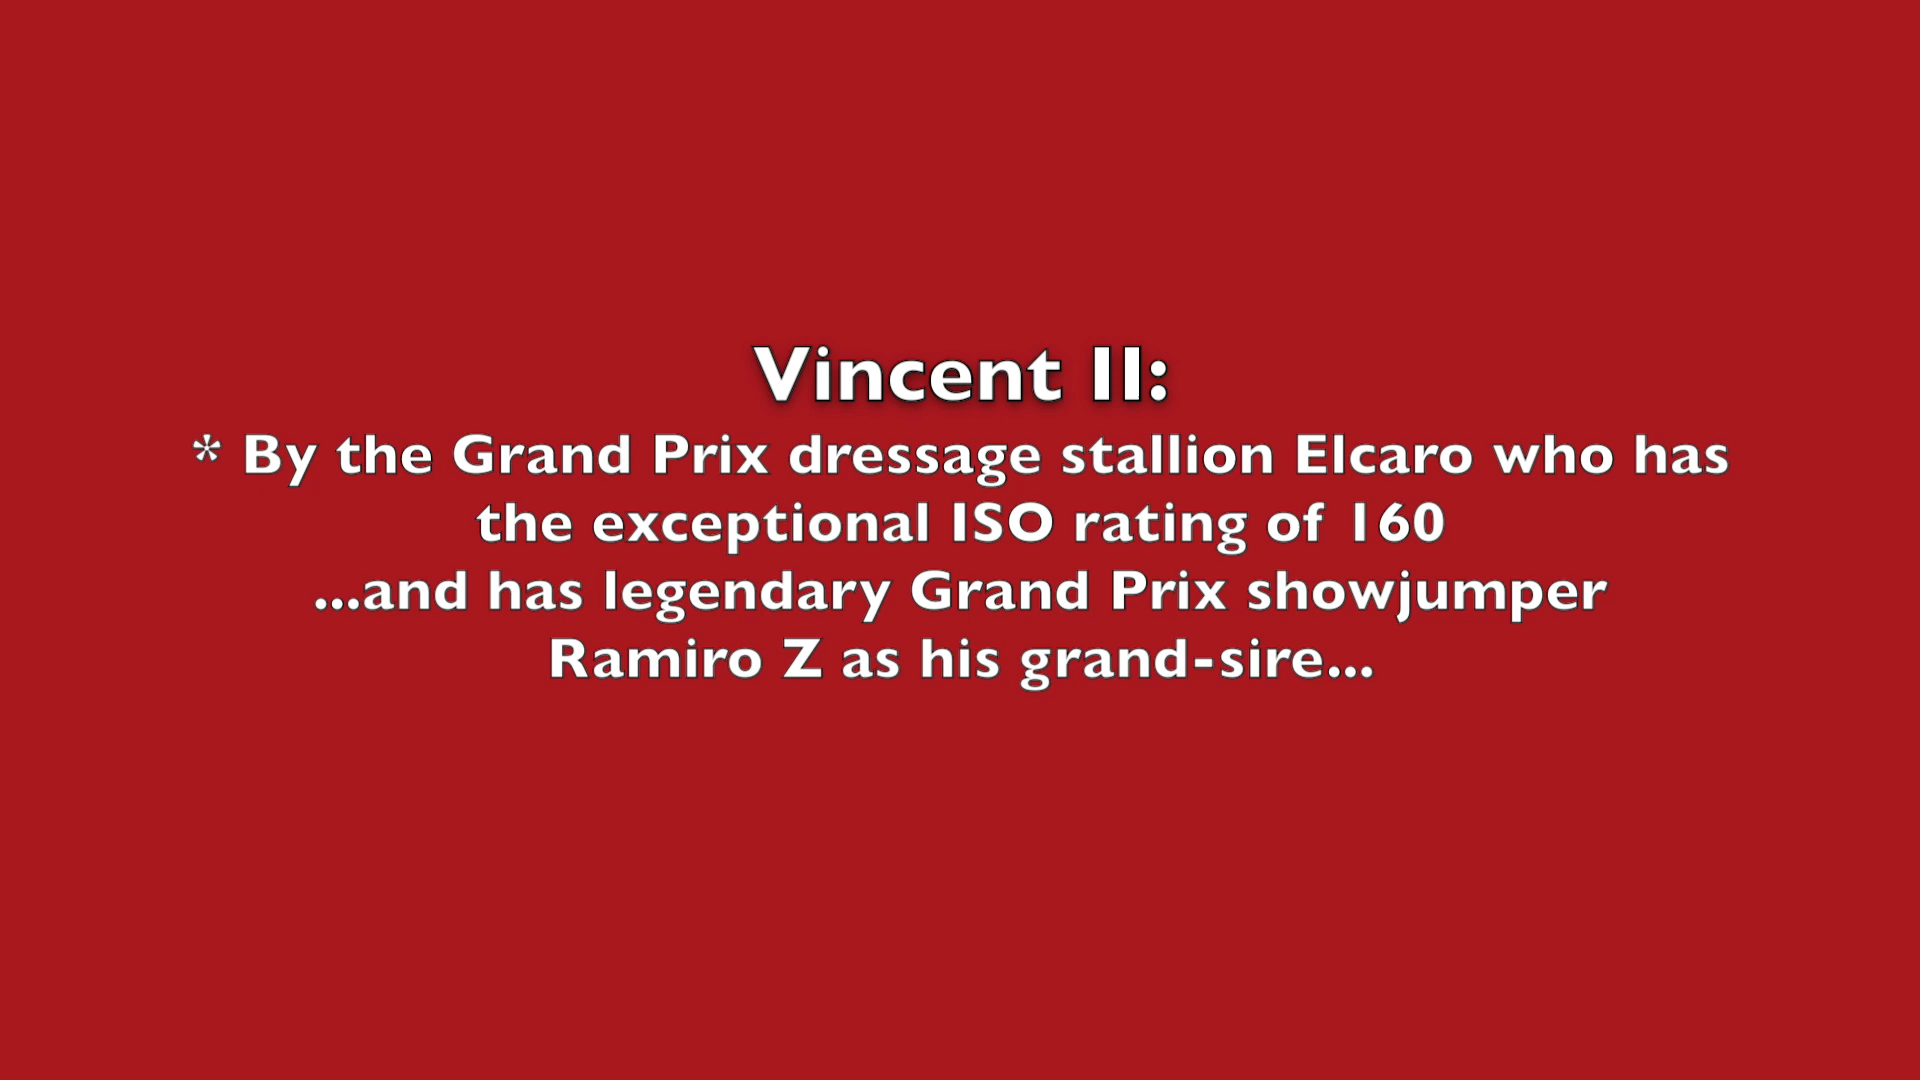 Vincent II:
* By the Grand Prix dressage stallion Elcaro who has
the exceptional ISO rating of 160
...and has legendary Grand Prix showjumper
Ramiro Z as his grand-sire...